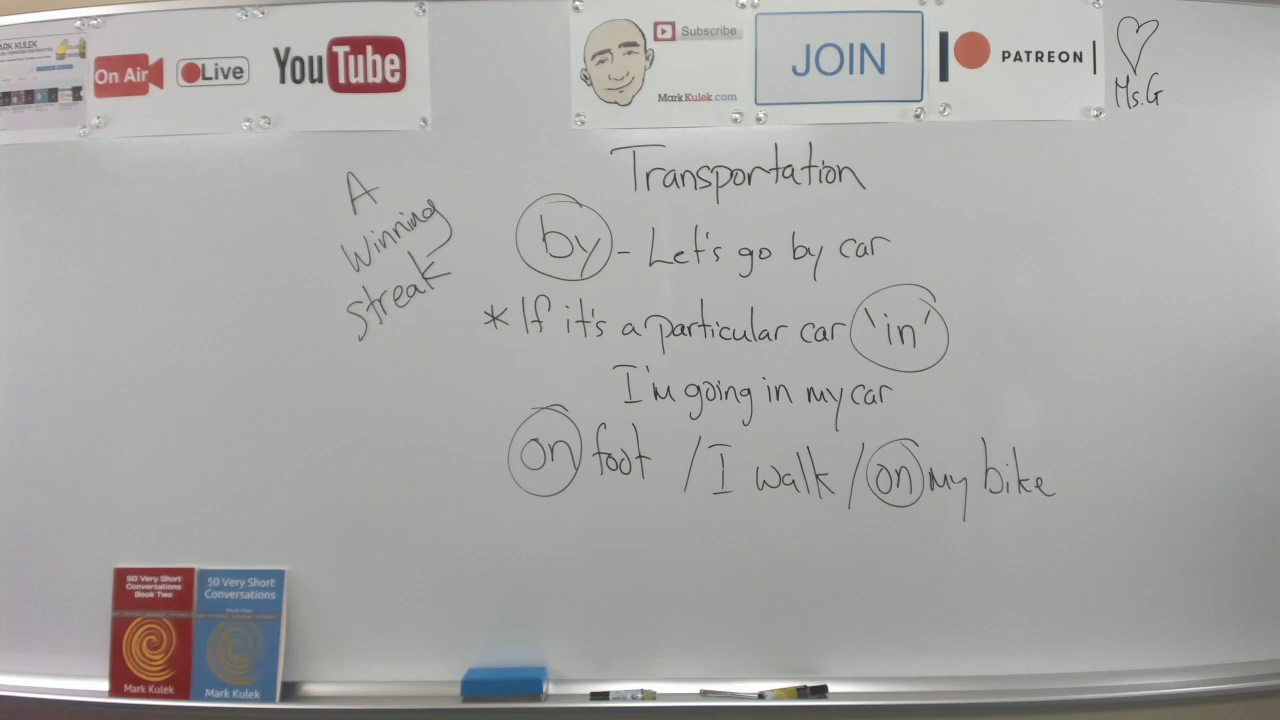 ARK KULEK
On Air
Live
YouTube
Subscribe
MarkKulek.com
JOIN
PATREON
Ms.G
A
winning
streak
Transportation
by - Let's go by car
* If it's a particular car 'in'
I'm going in my car
on foot / I walk / on my bike
50 Very Short
Conversations
Book Two
Mark Kulek
50 Very Short
Conversations
Mark Kulek